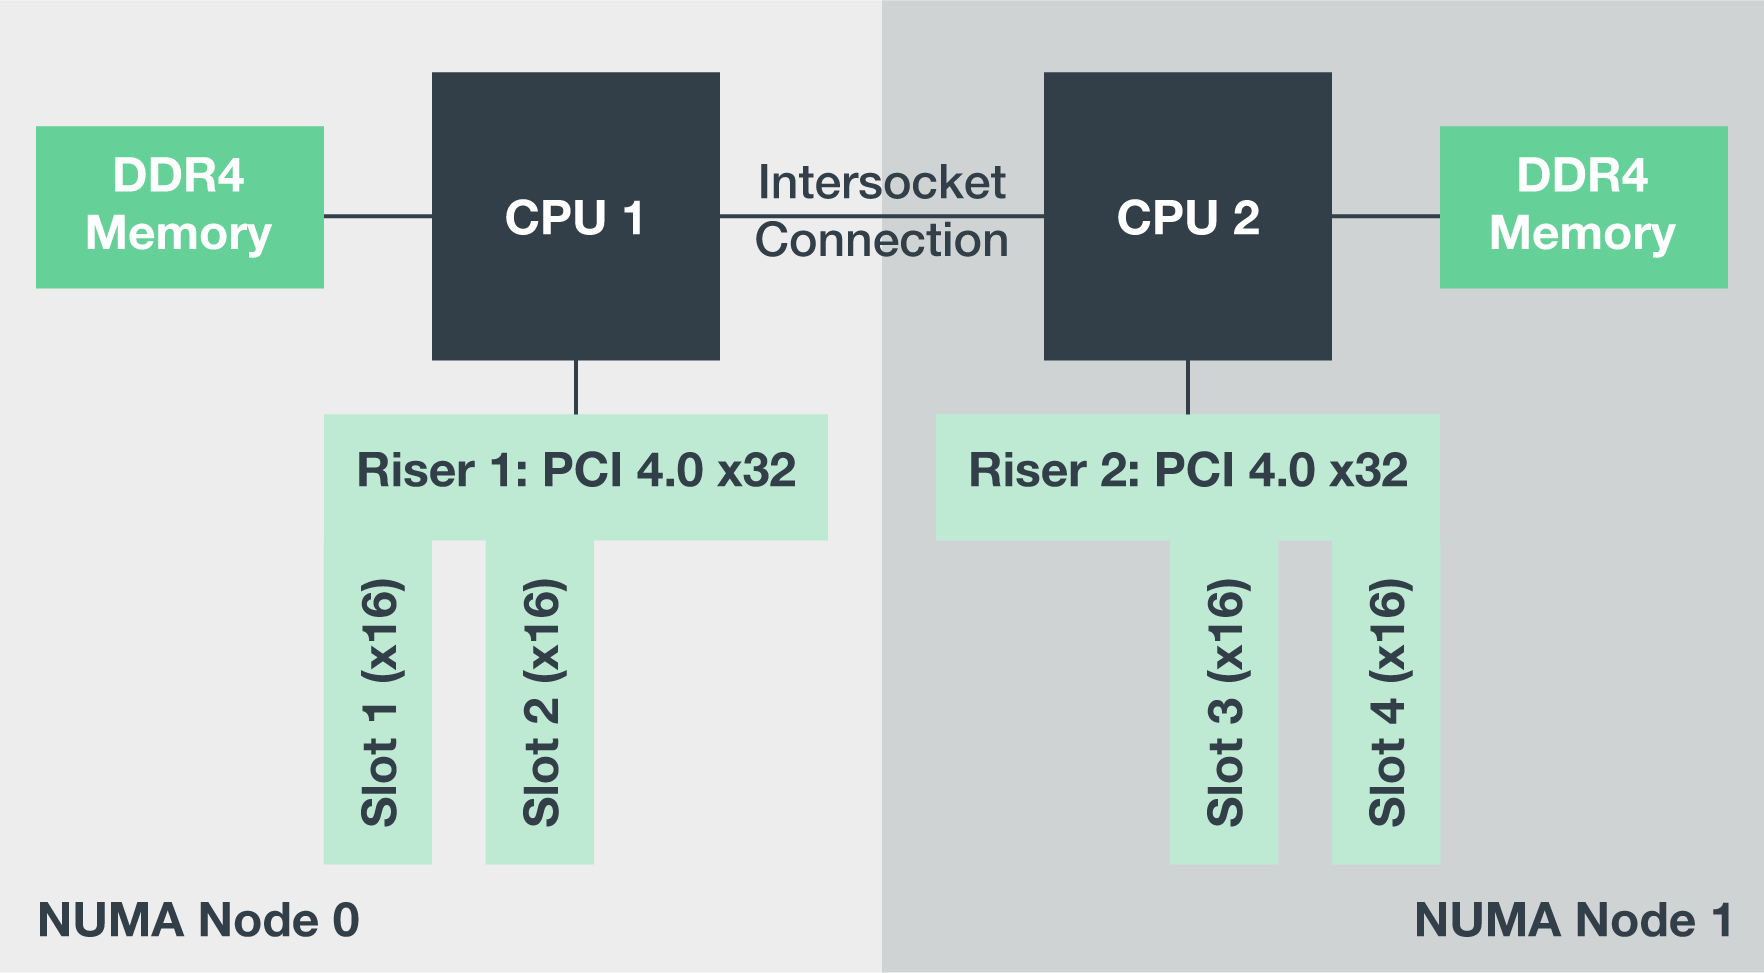 DDR4
Memory
CPU 1
Intersocket
Connection
CPU 2
DDR4
Memory
Riser 1: PCI 4.0 x32
Riser 2: PCI 4.0 x32
Slot 1 (x16)
Slot 2 (x16)
Slot 3 (x16)
Slot 4 (x16)
NUMA Node 0
NUMA Node 1